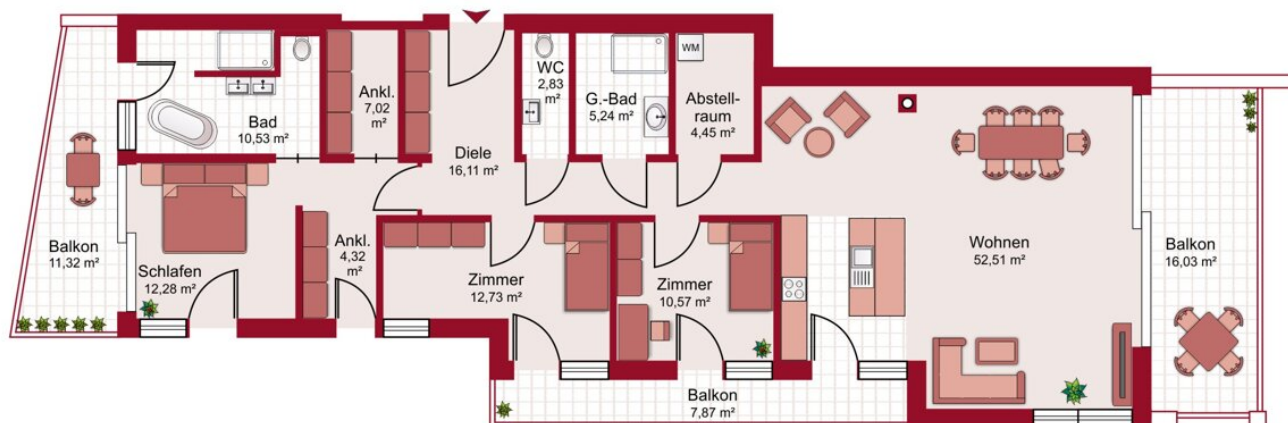 Bad
10,53 m²
Ankl.
7,02
m²
Diele
16,11 m²
WC
2,83
m²
G.-Bad
5,24 m²
WM
Abstell-
raum
4,45 m²
Balkon
11,32 m²
Schlafen
12,28 m²
Ankl.
4,32
m²
Zimmer
12,73 m²
Zimmer
10,57 m²
Wohnen
52,51 m²
Balkon
16,03 m²
Balkon
7,87 m²